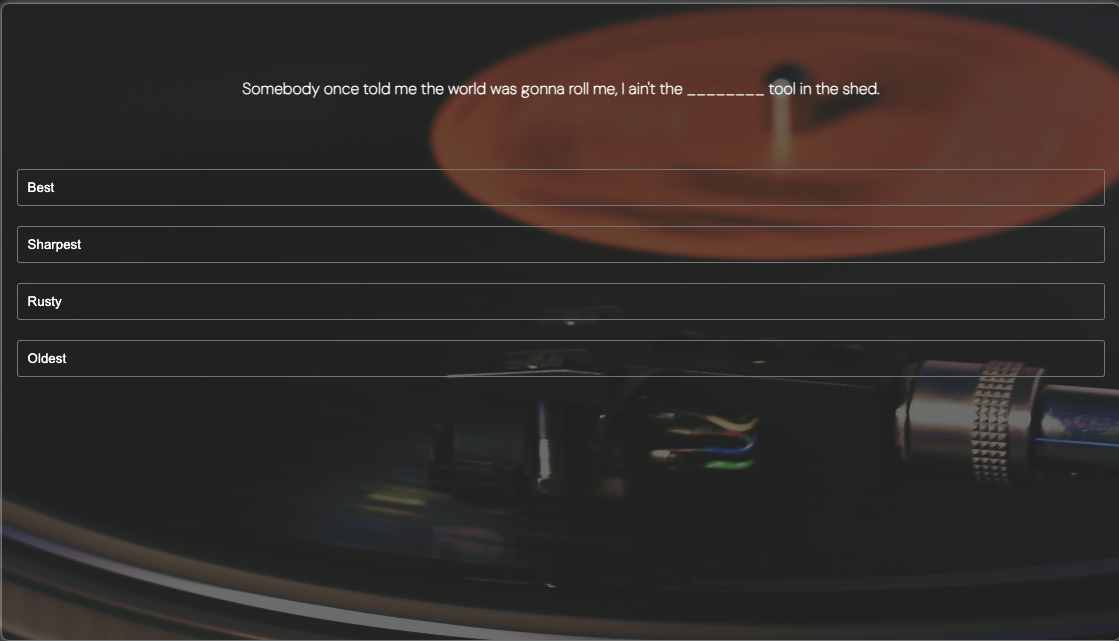 Somebody once told me the world was gonna roll me, I ain't the ________ tool in the shed.
Best
Sharpest
Rusty
Oldest